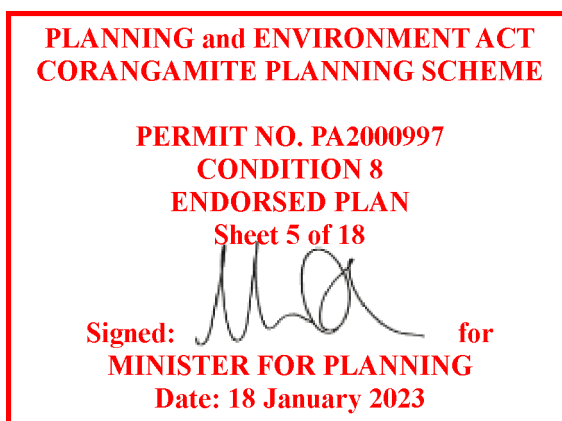 PLANNING and ENVIRONMENT ACT
CORANGAMITE PLANNING SCHEME
PERMIT NO. PA2000997
CONDITION 8
ENDORSED PLAN
Sheet 5 of 18
Signed: for
MINISTER FOR PLANNING
Date: 18 January 2023